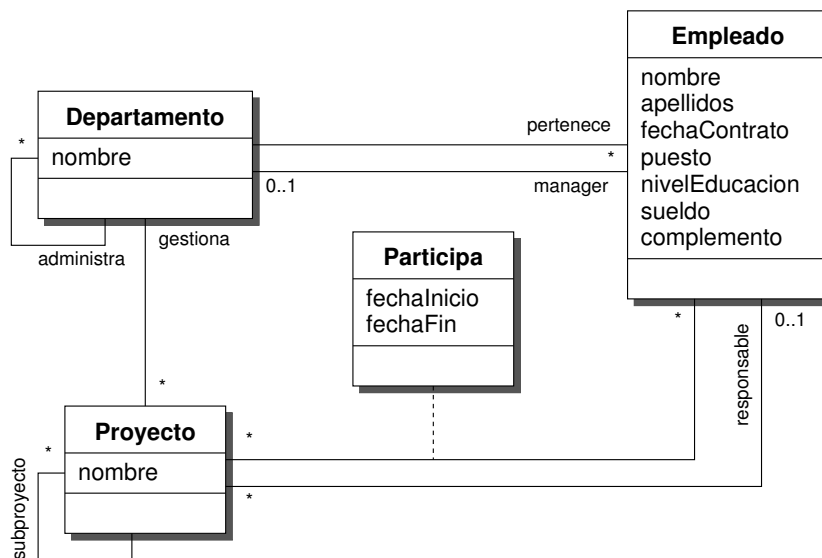 Empleado
nombre
apellidos
fechaContrato
puesto
nivelEducacion
sueldo
complemento
Departamento
nombre
*
administra
pertenece
*
0..1
manager
gestiona
*
Participa
fechaInicio
fechaFin
*
0..1
responsable
Proyecto
nombre
*
*
*
subproyecto